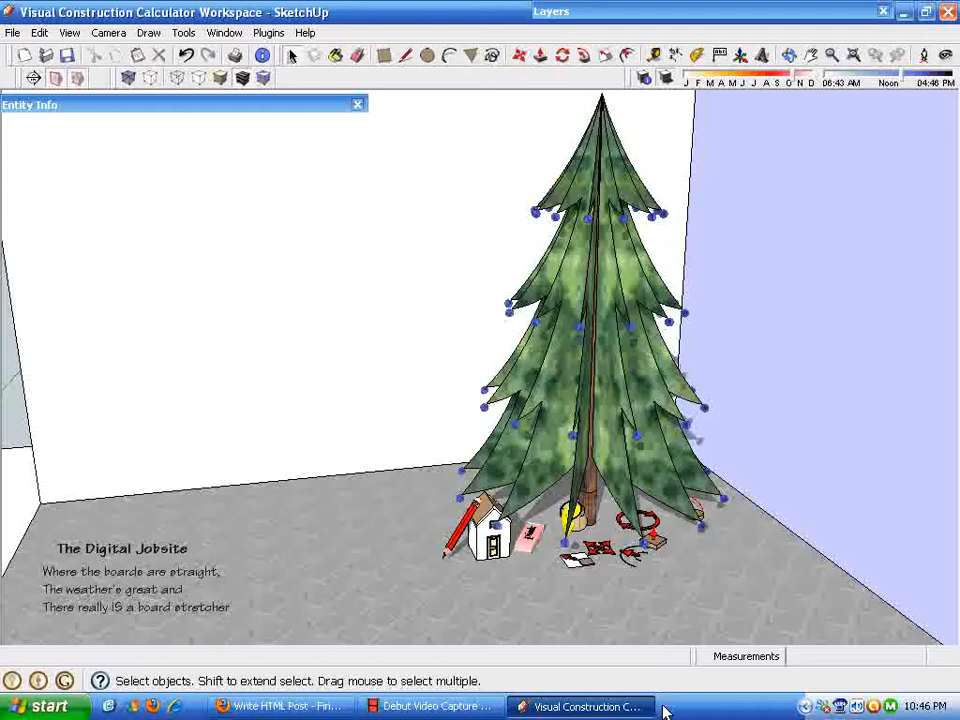 Visual Construction Calculator Workspace - SketchUp
Layers
File Edit View Camera Draw Tools Window Plugins Help
J F M A M J J A S O N D 06:43 AM Noon 04:46 PM
Entity Info
The Digital Jobsite
Where the boards are straight,
The weather's great and
There really IS a board stretcher
Measurements
Select objects. Shift to extend select. Drag mouse to select multiple.
start Write HTML Post - Firi... Debut Video Capture ... Visual Construction C... 10:46 PM